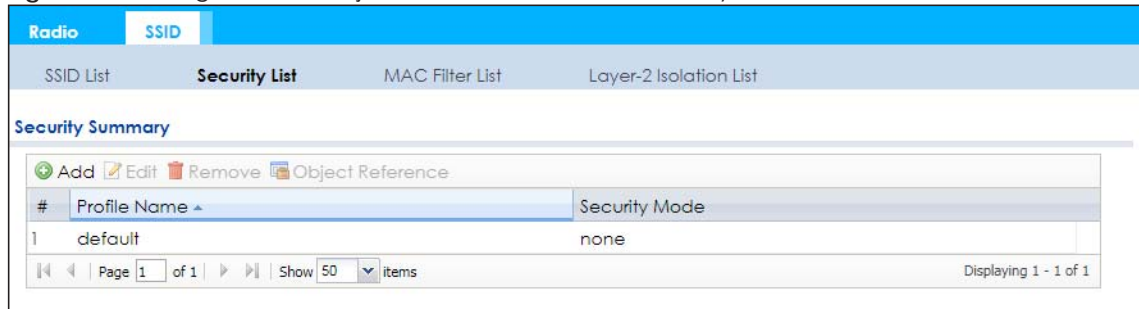 Radio SSID
SSID List Security List MAC Filter List Layer-2 Isolation List
Security Summary
Add Edit Remove Object Reference
# Profile Name Security Mode
1 default none
Page 1 of 1 Show 50 items Displaying 1 - 1 of 1